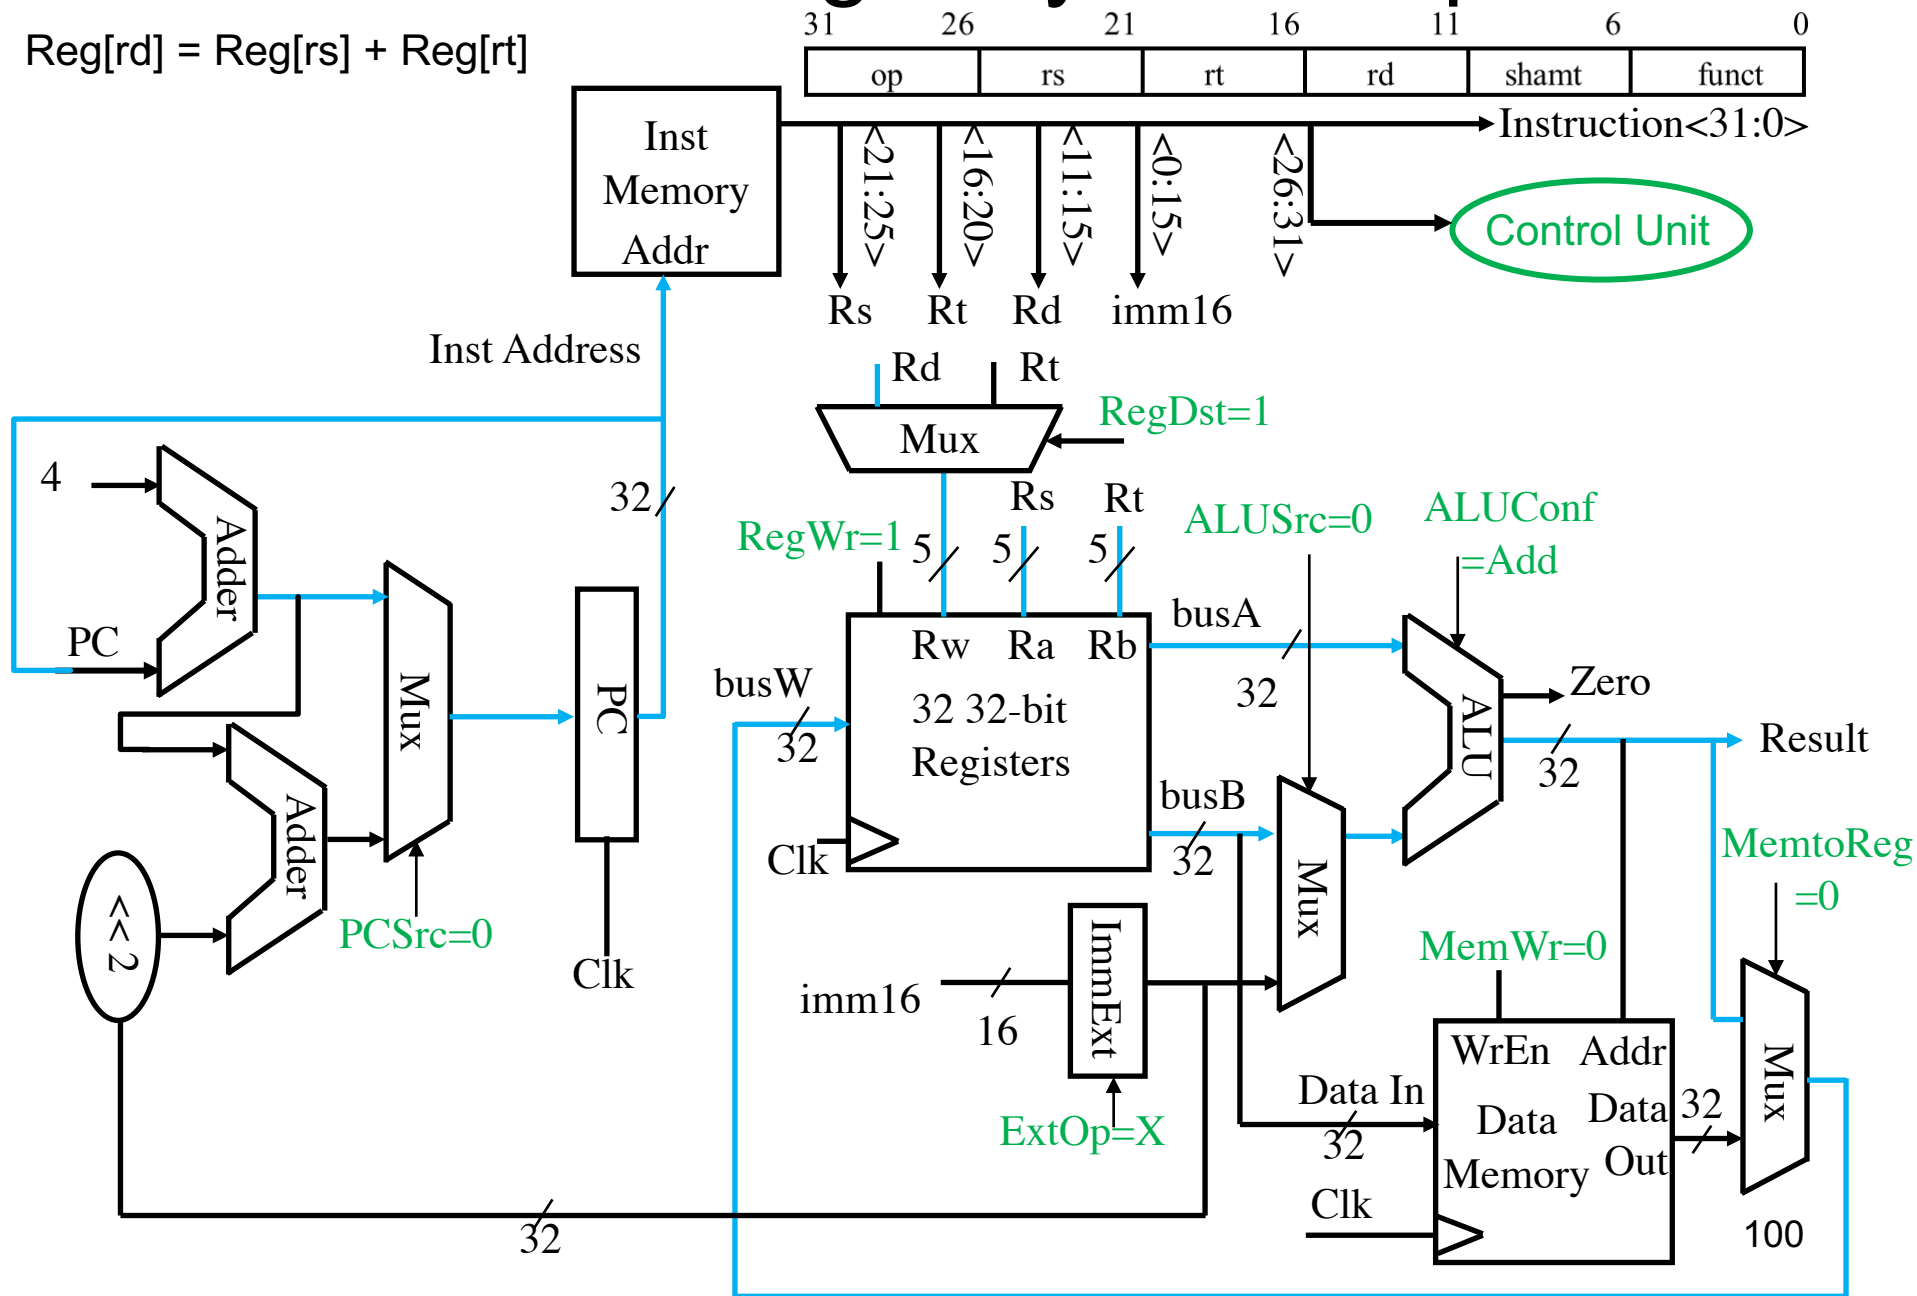 31 26 21 16 11 6 0
Reg[rd] = Reg[rs] + Reg[rt]
op rs rt rd shamt funct
Inst
Memory
Addr
Instruction<31:0>
<21:25>
<16:20>
<11:15>
<0:15>
<26:31>
Control Unit
Rs Rt Rd imm16
Inst Address
Rd Rt
RegDst=1
Mux
4
Adder
PC
32
Rs Rt
RegWr=1
5 5 5
ALUSrc=0
ALUConf
=Add
Mux
PC
Rw Ra Rb
32 32-bit
Registers
busW
32
busA
32
ALU
Zero
32
Result
Adder
<< 2
PCSrc=0
Clk
Clk
busB
32
Mux
MemtoReg
=0
MemWr=0
imm16
16
ImmExt
ExtOp=X
WrEn Addr
Data In
32
Data
Memory
Data
Out
32
Mux
Clk
32
100